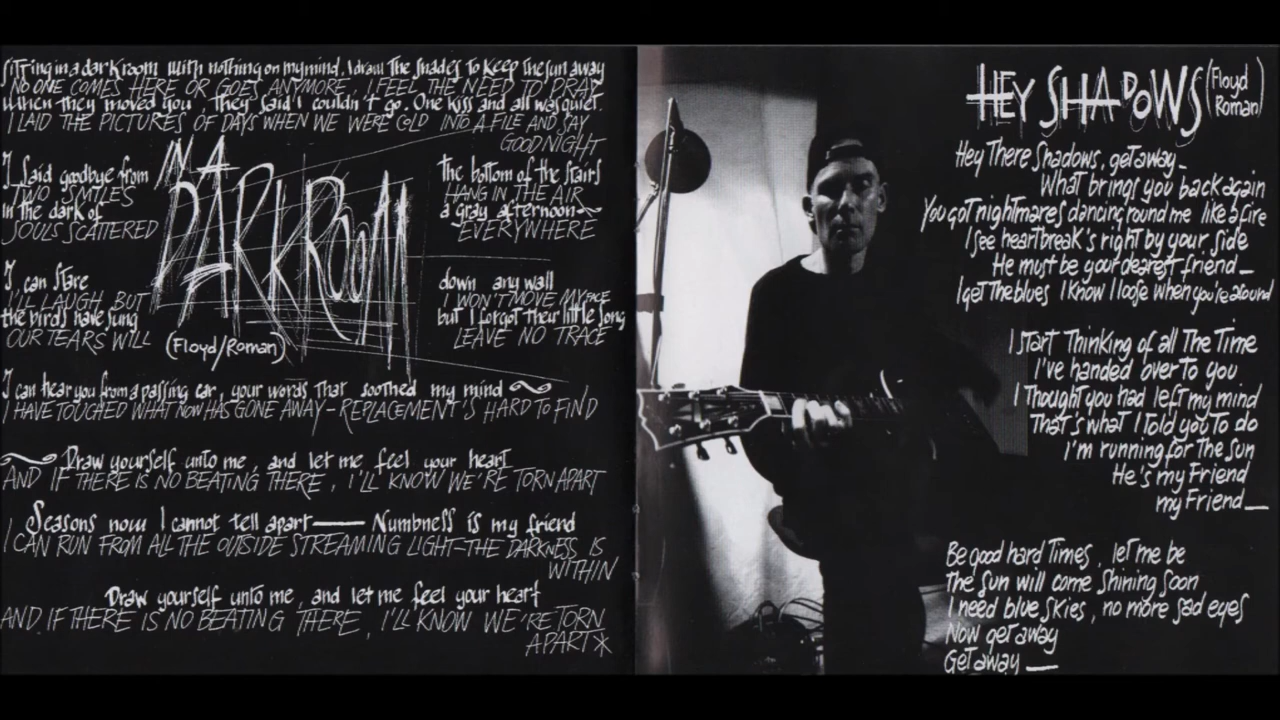 Sitting in a dark room with nothing on my mind, I draw the shades to keep the sun away
NO ONE COMES HERE OR GOES ANYMORE, I FEEL THE NEED TO PRAY
When they moved you, they said I couldn't go. One kiss and all was quiet.
I LAID THE PICTURES OF DAYS WHEN WE WERE COLD INTO A FILE AND SAY
GOODNIGHT
IN A
DARKROOM
(Floyd/Roman)
I said goodbye from the bottom of the stairs
TWO SMILES HANG IN THE AIR
in the dark of a gray afternoon~
SOULS SCATTERED EVERYWHERE
I can stare down any wall
I'LL LAUGH BUT I WON'T MOVE MY FACE
the birds have sung but I forgot their little song
OUR TEARS WILL LEAVE NO TRACE
I can hear you from a passing car, your words that soothed my mind ~
I HAVE TOUCHED WHAT NOW HAS GONE AWAY - REPLACEMENT'S HARD TO FIND
~ Draw yourself unto me, and let me feel your heart
AND IF THERE IS NO BEATING THERE, I'LL KNOW WE'RE TORN APART
Seasons now I cannot tell apart — Numbness is my friend
I CAN RUN FROM ALL THE OUTSIDE STREAMING LIGHT-THE DARKNESS IS
WITHIN
Draw yourself unto me, and let me feel your heart
AND IF THERE IS NO BEATING THERE, I'LL KNOW WE'RE TORN
APART*
HEY SHADOWS (Floyd
Roman)
Hey There Shadows, get away_
What brings you back again
You got nightmares dancing round me like a fire
I see heartbreak's right by your side
He must be your dearest friend_
I get the blues I know I loose when you're around
I start Thinking of all The Time
I've handed over to you
I Thought you had left my mind
That's what I told you to do
I'm running for The sun
He's my Friend
my Friend_
Be good hard Times, let me be
the sun will come shining soon
I need blue skies, no more sad eyes
Now get away
Get away —